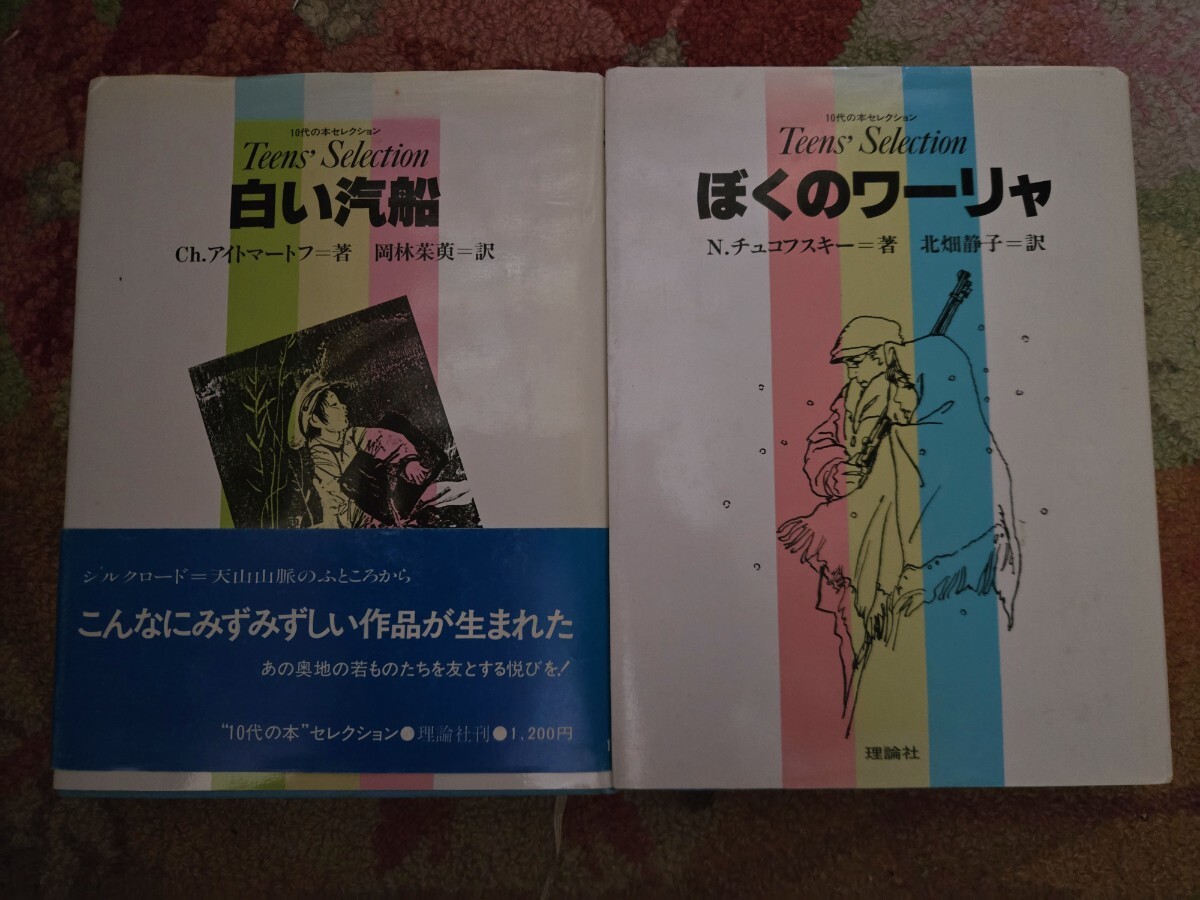 10代の本セレクション
Teens' Selection
白い汽船
Ch.アイトマートフ=著 岡林茱萸=訳
シルクロード=天山山脈のふところから
こんなにみずみずしい作品が生まれた
あの奥地の若ものたちを友とする悦びを!
“10代の本”セレクション●理論社刊●1,200円
10代の本セレクション
Teens' Selection
ぼくのワーリャ
N.チュコフスキー=著 北畑静子=訳
理論社